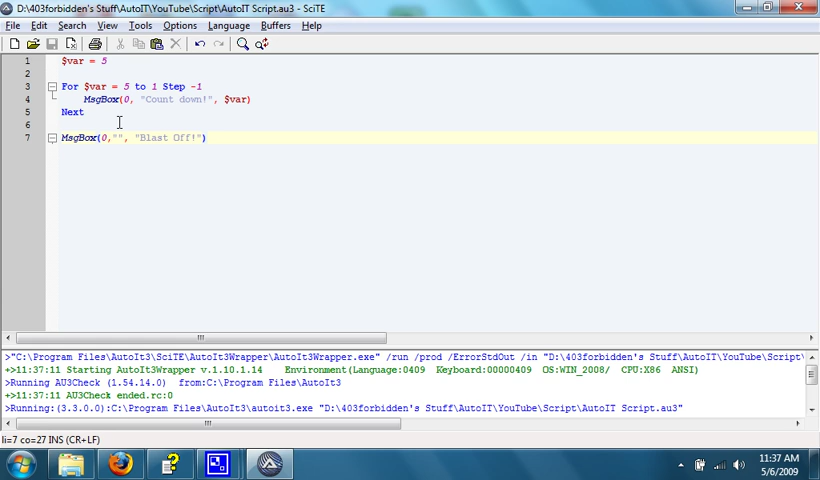 D:\403forbidden's Stuff\AutoIT\YouTube\Script\AutoIT Script.au3 - SciTE
File Edit Search View Tools Options Language Buffers Help
1 $var = 5
2
3 For $var = 5 to 1 Step -1
4 MsgBox(0, "Count down!", $var)
5 Next
6
7 MsgBox(0,"", "Blast Off!")
>"C:\Program Files\AutoIt3\SciTE\AutoIt3Wrapper\AutoIt3Wrapper.exe" /run /prod /ErrorStdOut /in "D:\403forbidden's Stuff\AutoIT\YouTube\Script\
+>11:37:11 Starting AutoIt3Wrapper v.1.10.1.14 Environment(Language:0409 Keyboard:00000409 OS:WIN_2008/ CPU:X86 ANSI)
>Running AU3Check (1.54.14.0) from:C:\Program Files\AutoIt3
+>11:37:11 AU3Check ended.rc:0
>Running:(3.3.0.0):C:\Program Files\AutoIt3\autoit3.exe "D:\403forbidden's Stuff\AutoIT\YouTube\Script\AutoIT Script.au3"
li=7 co=27 INS (CR+LF)
11:37 AM
5/6/2009